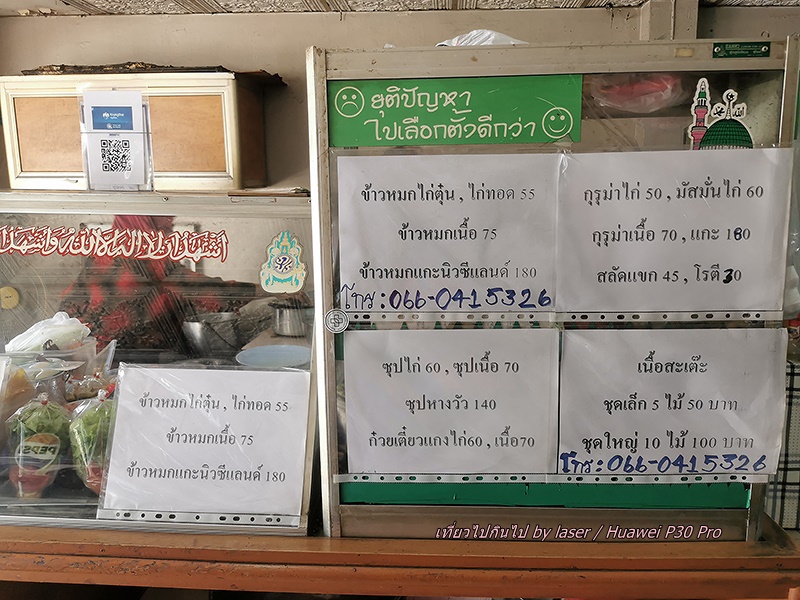 ยุติปัญหา
ไปเลือกตั้งดีกว่า
ข้าวหมกไก่ตุ๋น , ไก่ทอด 55
ข้าวหมกเนื้อ 75
ข้าวหมกแกะนิวซีแลนด์ 180
โทร : 066-0415326
กุรุม่าไก่ 50 , มัสมั่นไก่ 60
กุรุม่าเนื้อ 70 , แกะ 180
สลัดแขก 45 , โรตี 30
ซุปไก่ 60 , ซุปเนื้อ 70
ซุปหางวัว 140
ก๋วยเตี๋ยวแกงไก่60 , เนื้อ70
เนื้อสะเต๊ะ
ชุดเล็ก 5 ไม้ 50 บาท
ชุดใหญ่ 10 ไม้ 100 บาท
โทร : 066-0415326
ข้าวหมกไก่ตุ๋น , ไก่ทอด 55
ข้าวหมกเนื้อ 75
ข้าวหมกแกะนิวซีแลนด์ 180
PEPS
เที่ยวไปกินไป by laser / Huawei P30 Pro